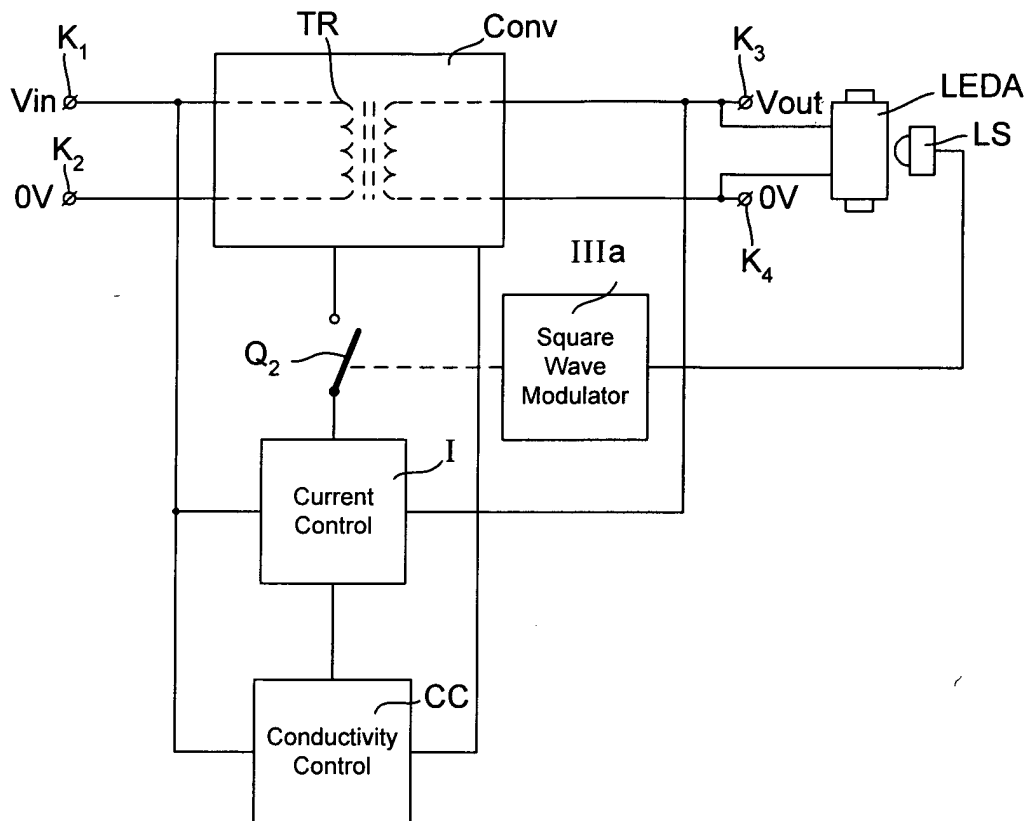 K1
TR
Conv
K3
LEDA
Vin
Vout
LS
K2
0V
0V
K4
IIIa
Square
Wave
Modulator
Q2
I
Current
Control
CC
Conductivity
Control